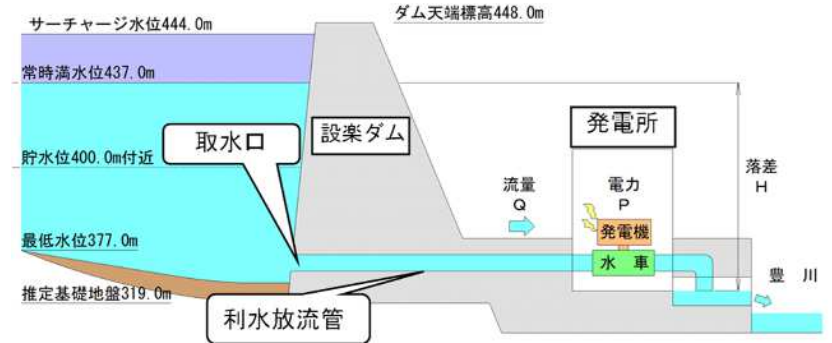 ダム天端標高448.0m
サーチャージ水位444.0m
常時満水位437.0m
取水口
設楽ダム
発電所
貯水位400.0m付近
流量
Q
電力
P
落差
H
発電機
最低水位377.0m
水 車
豊 川
推定基礎地盤319.0m
利水放流管